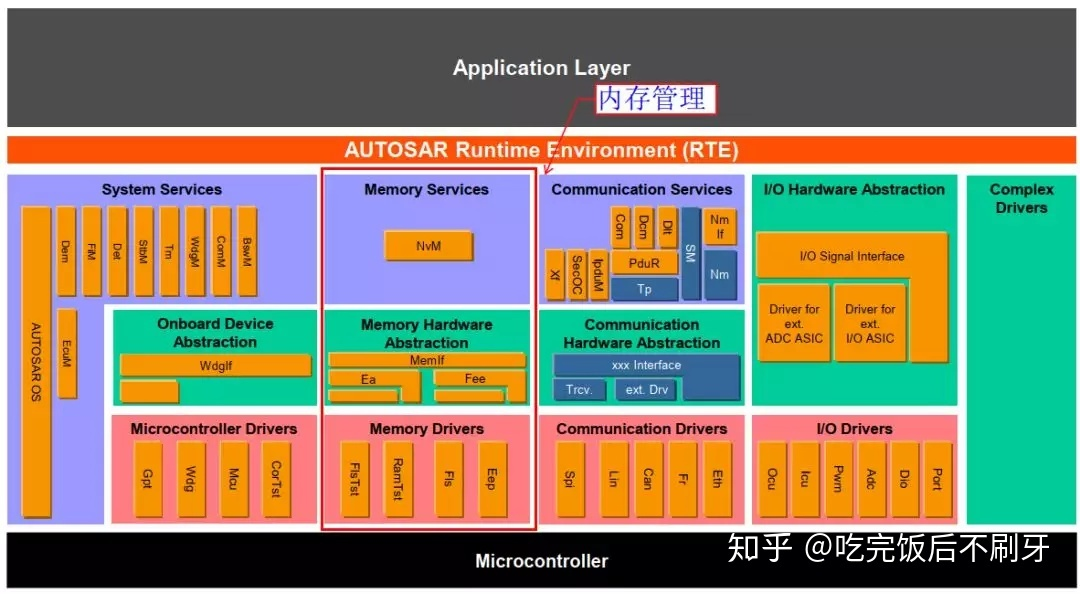 Application Layer
内存管理
AUTOSAR Runtime Environment (RTE)
System Services
AUTOSAR OS
Dem
FiM
Det
StbM
Tm
WdgM
ComM
BswM
EcuM
Onboard Device
Abstraction
WdgIf
Microcontroller Drivers
Gpt
Wdg
Mcu
CorTst
Memory Services
NvM
Memory Hardware
Abstraction
MemIf
Ea
Fee
Memory Drivers
FlsTst
RamTst
Fls
Eep
Communication Services
Com
Dcm
Dlt
SM
Nm
If
Xf
SecOC
IpduM
PduR
Tp
Nm
Communication
Hardware Abstraction
xxx Interface
Trcv.
ext. Drv
Communication Drivers
Spi
Lin
Can
Fr
Eth
I/O Hardware Abstraction
I/O Signal Interface
Driver for
ext.
ADC ASIC
Driver for
ext.
I/O ASIC
I/O Drivers
Ocu
Icu
Pwm
Adc
Dio
Port
Complex
Drivers
Microcontroller
知乎 @吃完饭后不刷牙